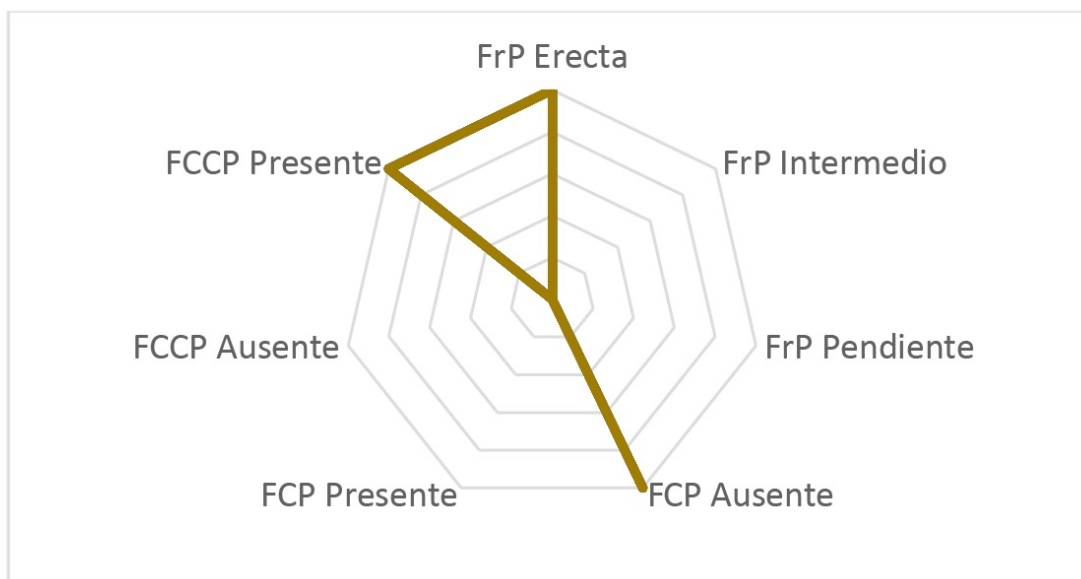 FrP Erecta
FCCP Presente
FrP Intermedio
FCCP Ausente
FrP Pendiente
FCP Presente
FCP Ausente